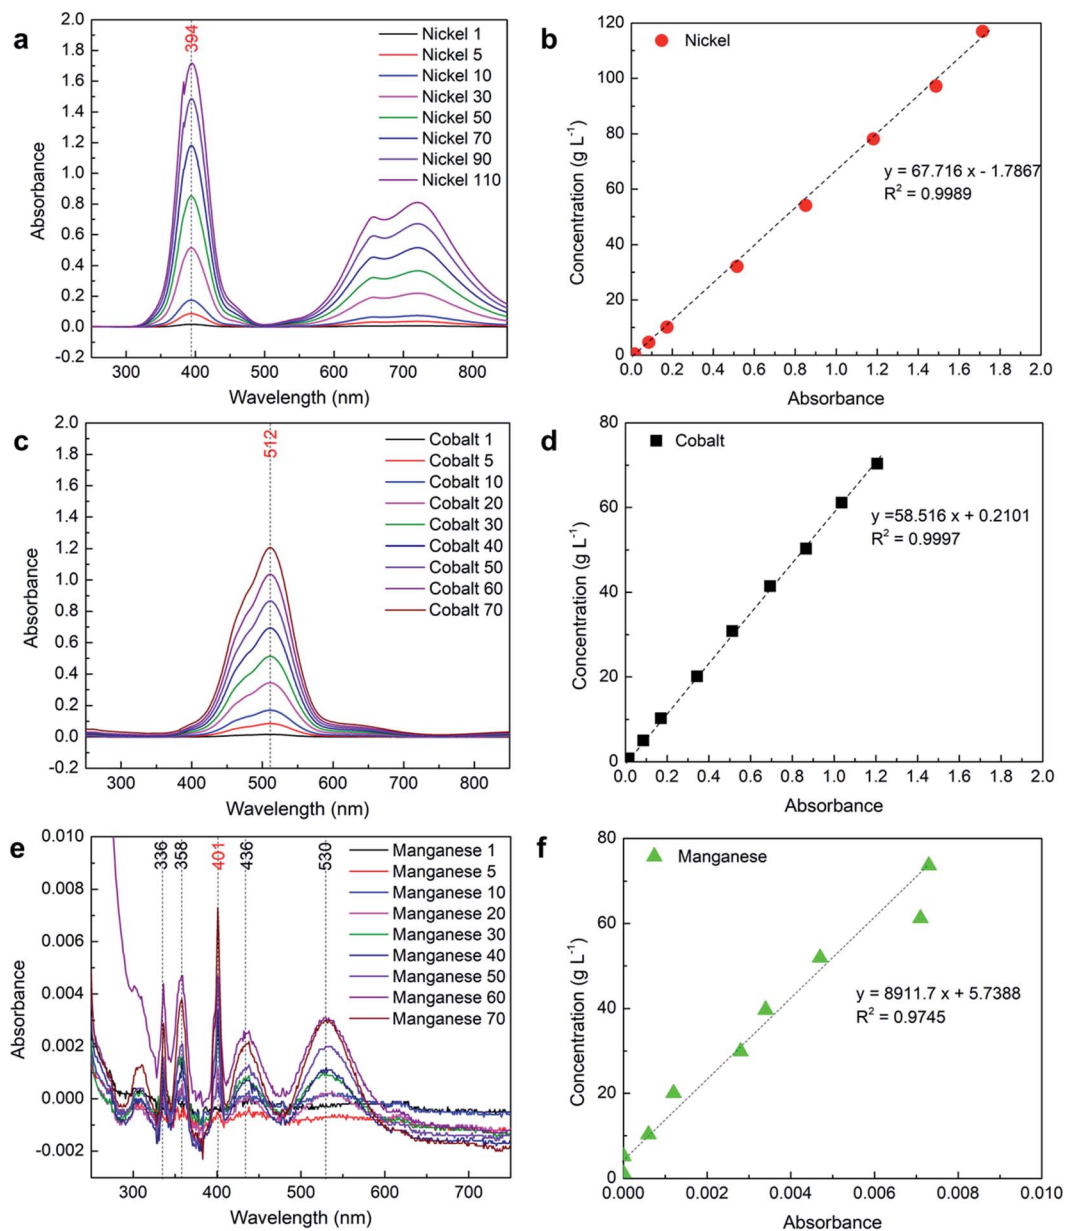 a
394
Nickel 1
Nickel 5
Nickel 10
Nickel 30
Nickel 50
Nickel 70
Nickel 90
Nickel 110
2.0
1.8
1.6
1.4
1.2
1.0
0.8
0.6
0.4
0.2
0.0
-0.2
Absorbance
300 400 500 600 700 800
Wavelength (nm)
b
Nickel
120
100
80
60
40
20
0
Concentration (g L-1)
y = 67.716 x - 1.7867
R2 = 0.9989
0.0 0.2 0.4 0.6 0.8 1.0 1.2 1.4 1.6 1.8 2.0
Absorbance
c
512
Cobalt 1
Cobalt 5
Cobalt 10
Cobalt 20
Cobalt 30
Cobalt 40
Cobalt 50
Cobalt 60
Cobalt 70
2.0
1.8
1.6
1.4
1.2
1.0
0.8
0.6
0.4
0.2
0.0
-0.2
Absorbance
300 400 500 600 700 800
Wavelength (nm)
d
Cobalt
80
60
40
20
0
Concentration (g L-1)
y =58.516 x + 0.2101
R2 = 0.9997
0.0 0.2 0.4 0.6 0.8 1.0 1.2 1.4 1.6 1.8 2.0
Absorbance
e
336 358 401 436 530
Manganese 1
Manganese 5
Manganese 10
Manganese 20
Manganese 30
Manganese 40
Manganese 50
Manganese 60
Manganese 70
0.010
0.008
0.006
0.004
0.002
0.000
-0.002
Absorbance
300 400 500 600 700
Wavelength (nm)
f
Manganese
80
60
40
20
0
Concentration (g L-1)
y = 8911.7 x + 5.7388
R2 = 0.9745
0.000 0.002 0.004 0.006 0.008 0.010
Absorbance